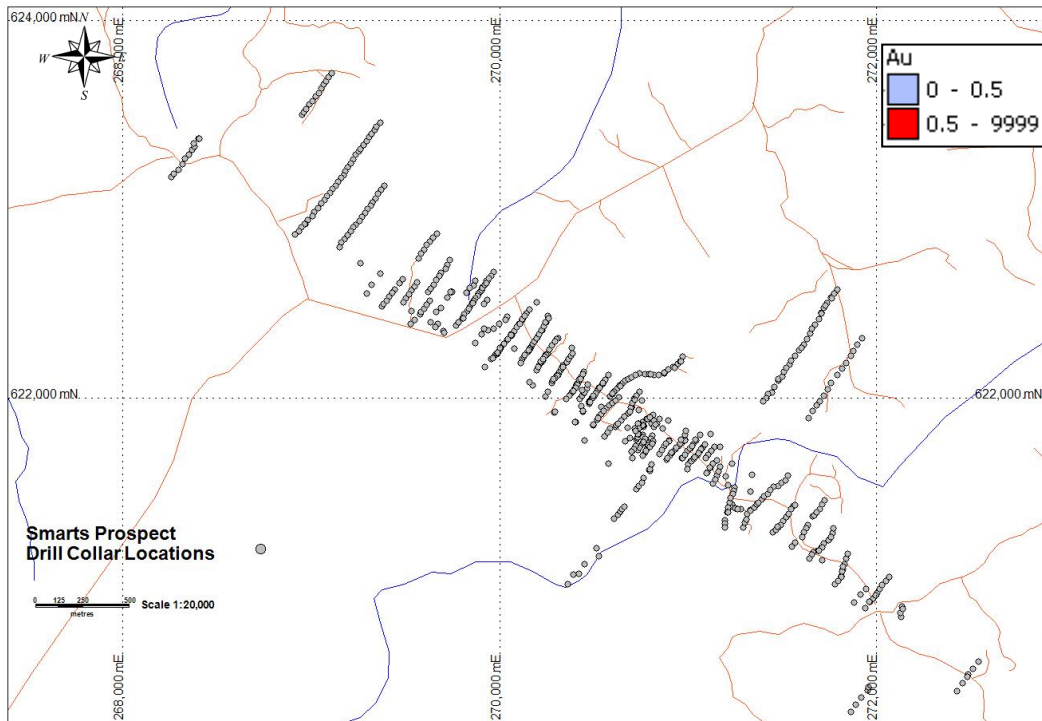 624,000 mN
N
W
E
S
268,000 mE
270,000 mE
272,000 mE
Au
0 - 0.5
0.5 - 9999
622,000 mN
622,000 mN
Smarts Prospect
Drill Collar Locations
0 125 250 500
metres
Scale 1:20,000
268,000 mE
270,000 mE
272,000 mE